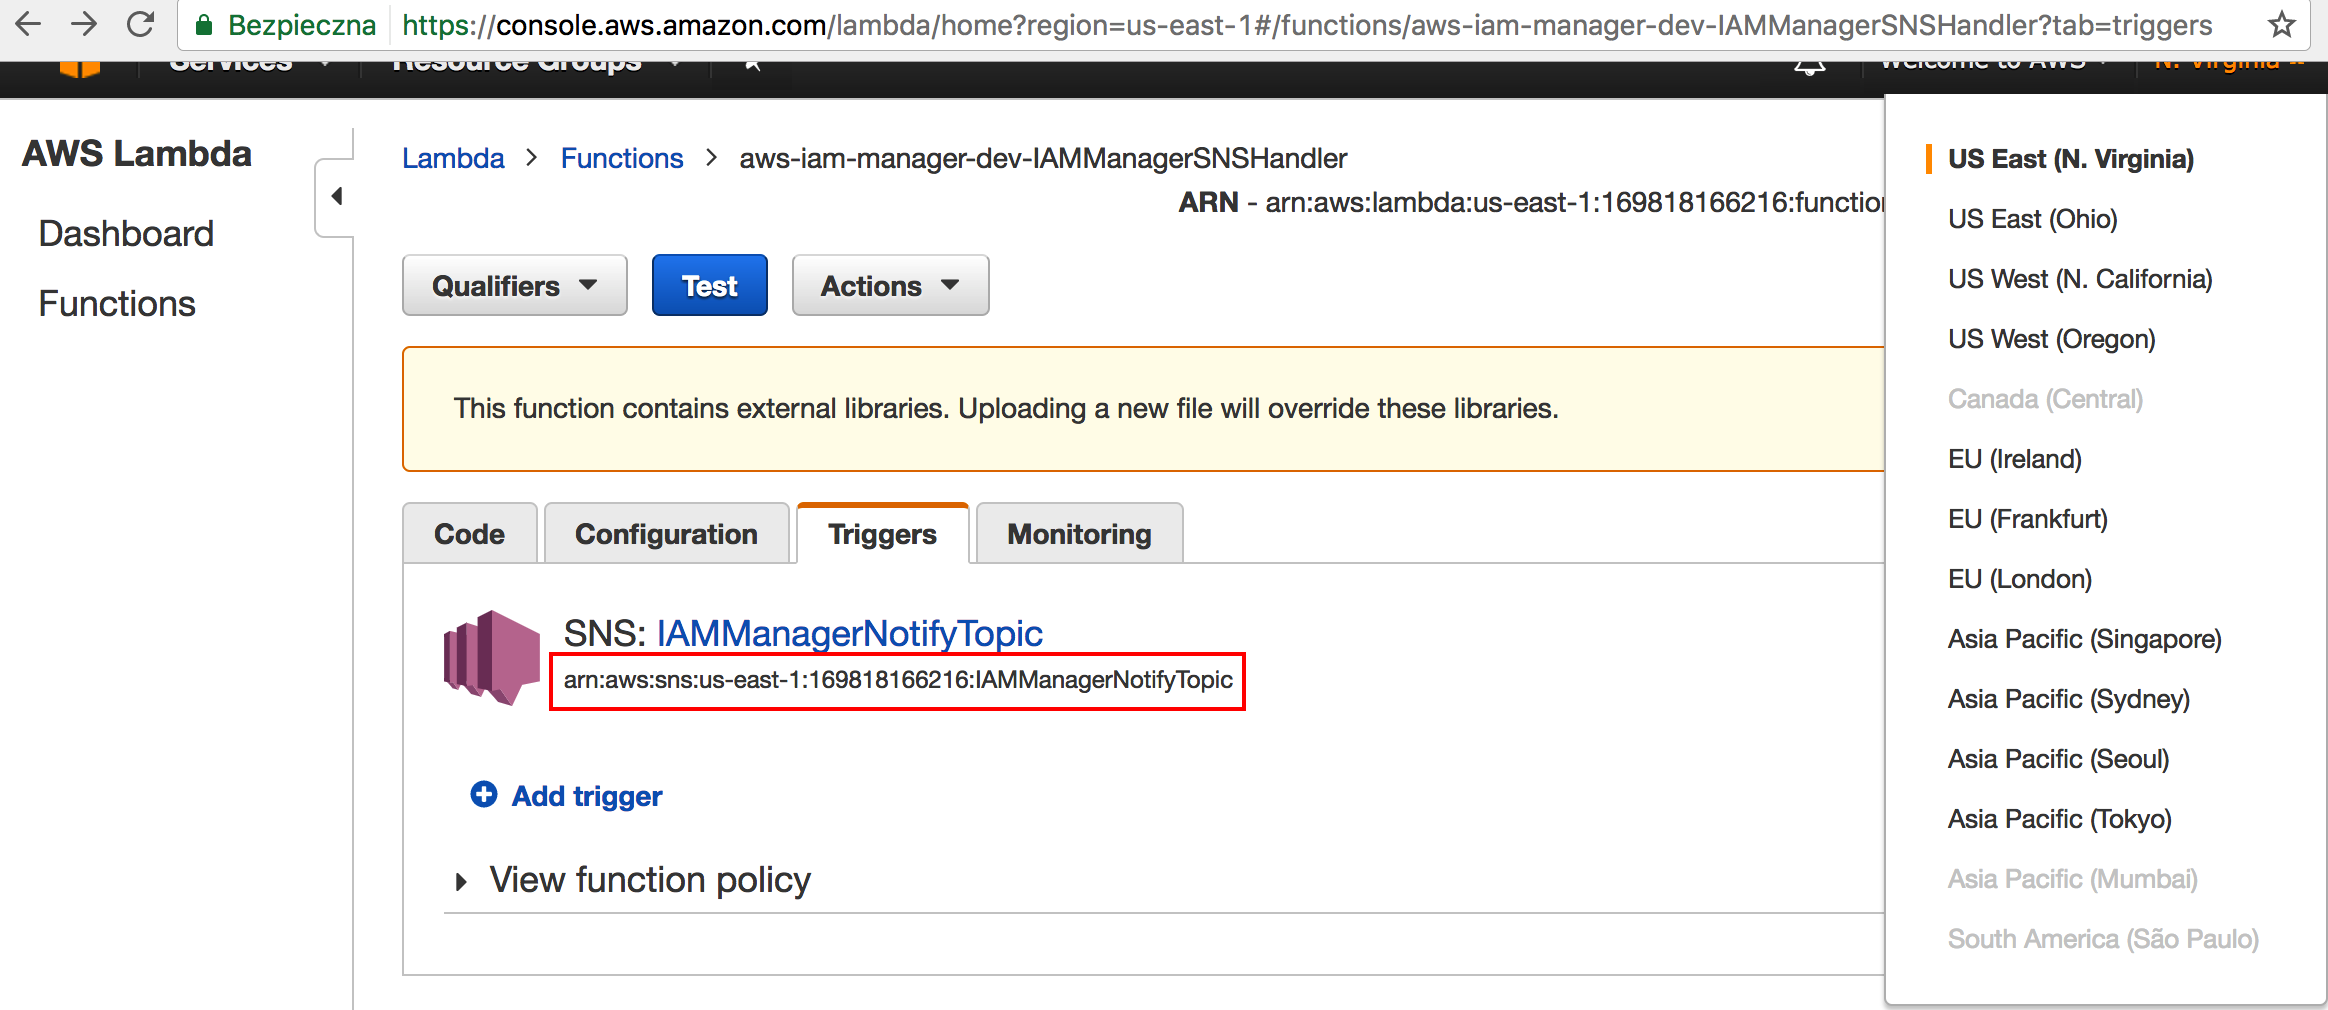 Bezpieczna https://console.aws.amazon.com/lambda/home?region=us-east-1#/functions/aws-iam-manager-dev-IAMManagerSNSHandler?tab=triggers
Services Resource Groups Welcome to AWS N. Virginia
AWS Lambda
Dashboard
Functions
Lambda > Functions > aws-iam-manager-dev-IAMManagerSNSHandler
ARN - arn:aws:lambda:us-east-1:169818166216:function
Qualifiers Test Actions
This function contains external libraries. Uploading a new file will override these libraries.
Code Configuration Triggers Monitoring
SNS: IAMManagerNotifyTopic
arn:aws:sns:us-east-1:169818166216:IAMManagerNotifyTopic
Add trigger
View function policy
US East (N. Virginia)
US East (Ohio)
US West (N. California)
US West (Oregon)
Canada (Central)
EU (Ireland)
EU (Frankfurt)
EU (London)
Asia Pacific (Singapore)
Asia Pacific (Sydney)
Asia Pacific (Seoul)
Asia Pacific (Tokyo)
Asia Pacific (Mumbai)
South America (São Paulo)